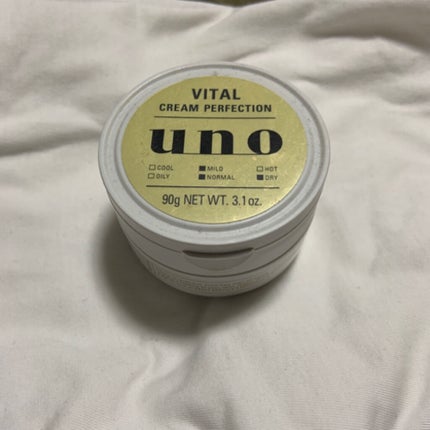 VITAL
CREAM PERFECTION
uno
□ COOL ■ MILD □ HOT
□ OILY ■ NORMAL ■ DRY
90g NET WT. 3.1oz.